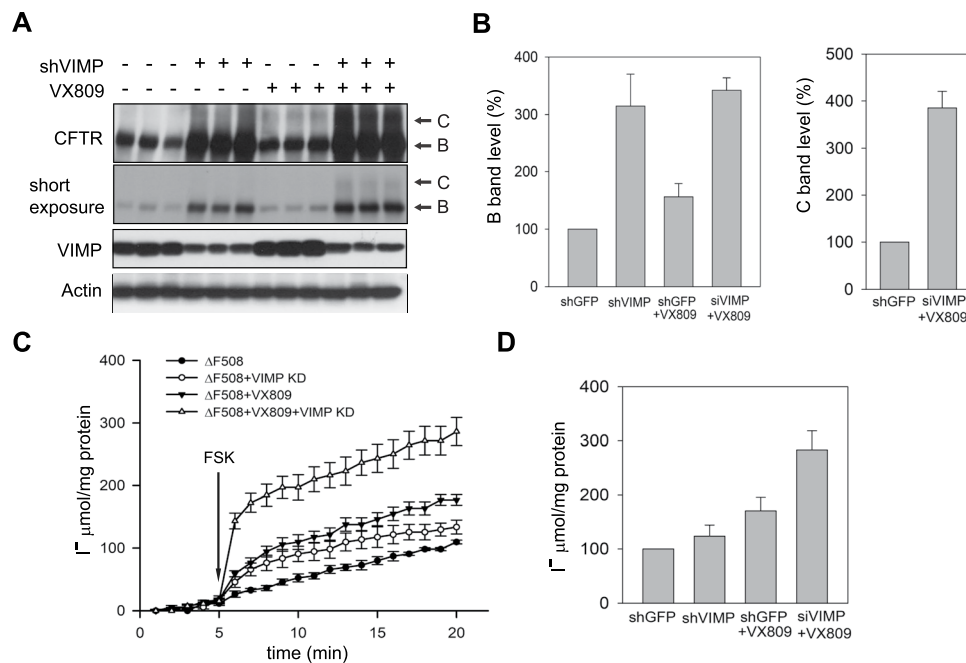 A
shVIMP - - - + + + - - - + + +
VX809 - - - - - - + + + + + +
CFTR
C
B
short
exposure
C
B
VIMP
Actin
B
B band level (%)
400
300
200
100
0
shGFP
shVIMP
shGFP
+VX809
siVIMP
+VX809
C band level (%)
500
400
300
200
100
0
shGFP
siVIMP
+VX809
C
I⁻ μmol/mg protein
400
300
200
100
0
ΔF508
ΔF508+VIMP KD
ΔF508+VX809
ΔF508+VX809+VIMP KD
FSK
0 5 10 15 20
time (min)
D
I⁻ μmol/mg protein
400
300
200
100
0
shGFP
shVIMP
shGFP
+VX809
siVIMP
+VX809